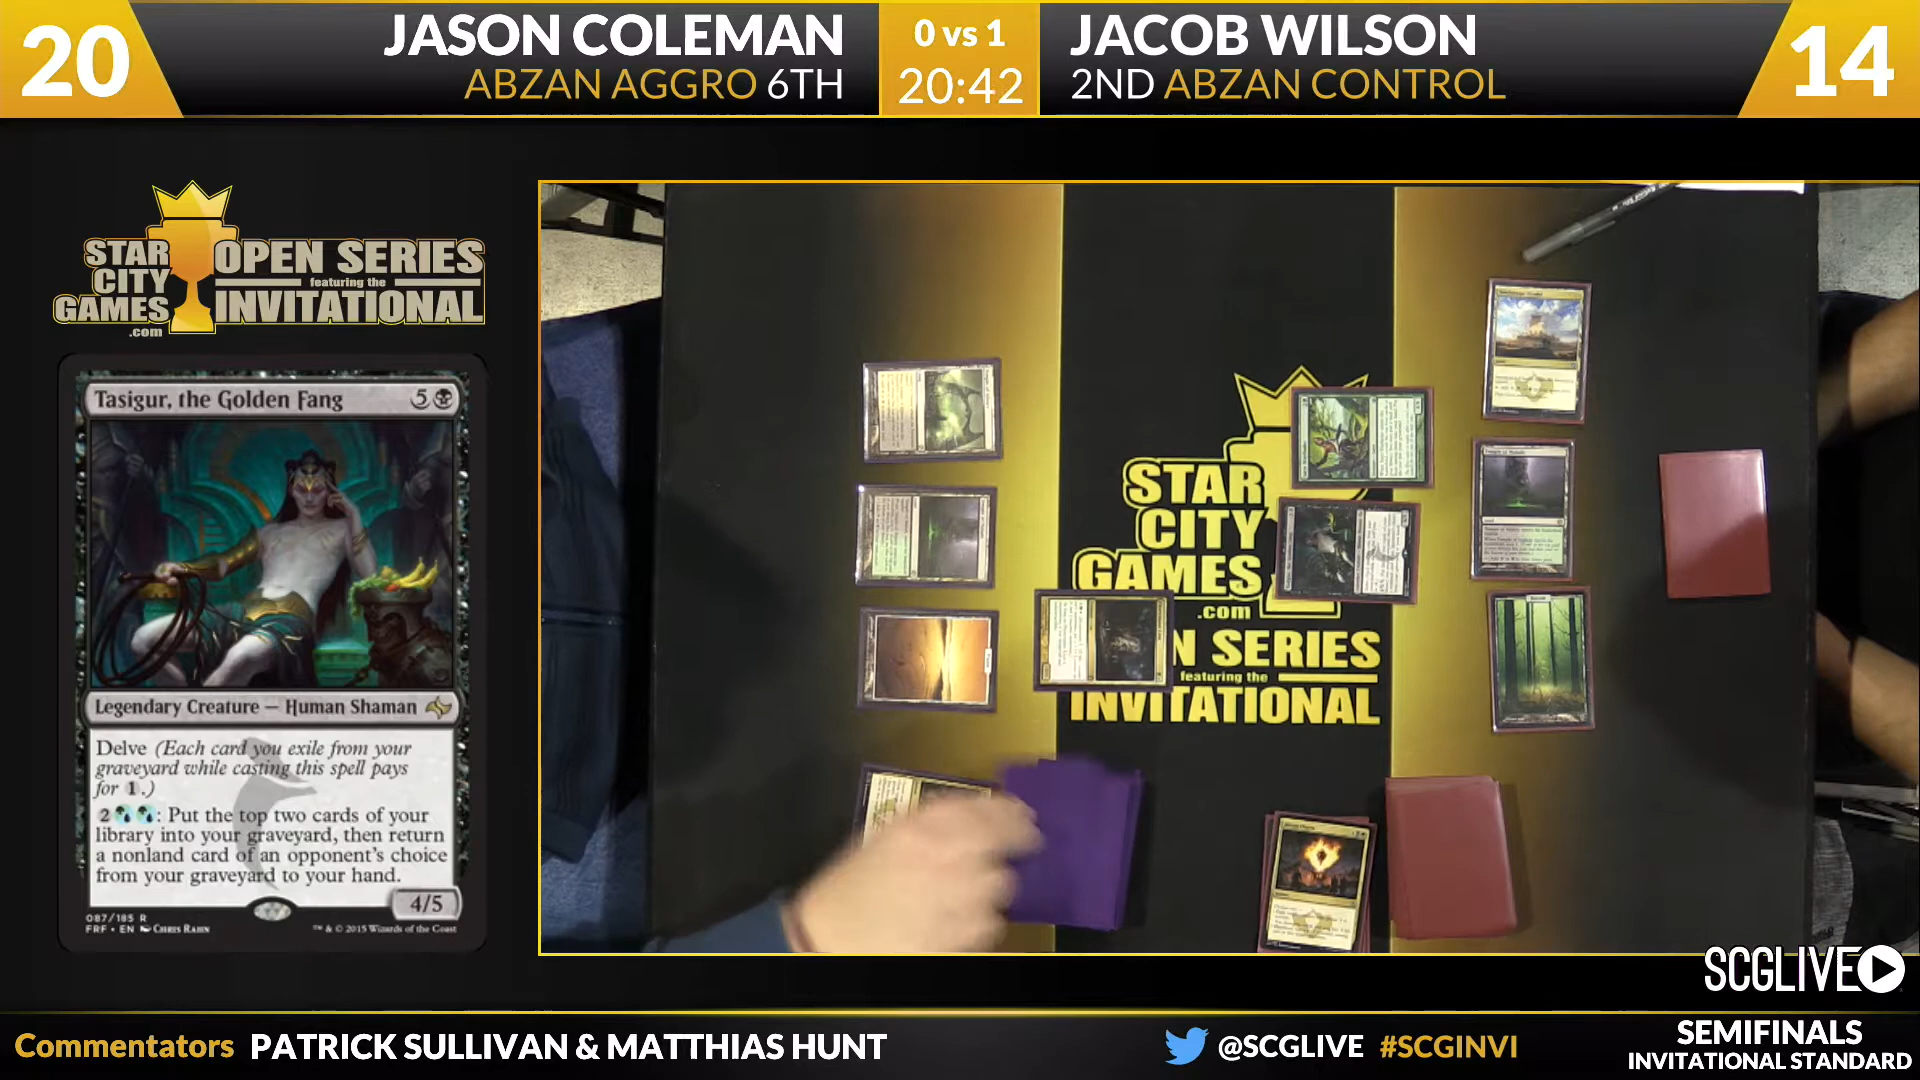 20
JASON COLEMAN
ABZAN AGGRO 6TH
0 vs 1
20:42
JACOB WILSON
2ND ABZAN CONTROL
14
STAR
CITY
GAMES
.com
OPEN SERIES
featuring the
INVITATIONAL
Tasigur, the Golden Fang 5
Legendary Creature — Human Shaman
Delve (Each card you exile from your
graveyard while casting this spell pays
for 1.)
2 : Put the top two cards of your
library into your graveyard, then return
a nonland card of an opponent's choice
from your graveyard to your hand.
4/5
087/185 R
FRF • EN CHRIS RAHN
™ & © 2015 Wizards of the Coast
STAR
CITY
GAMES
.com
N SERIES
featuring the
INVITATIONAL
SCGLIVE
Commentators PATRICK SULLIVAN & MATTHIAS HUNT
@SCGLIVE #SCGINVI
SEMIFINALS
INVITATIONAL STANDARD